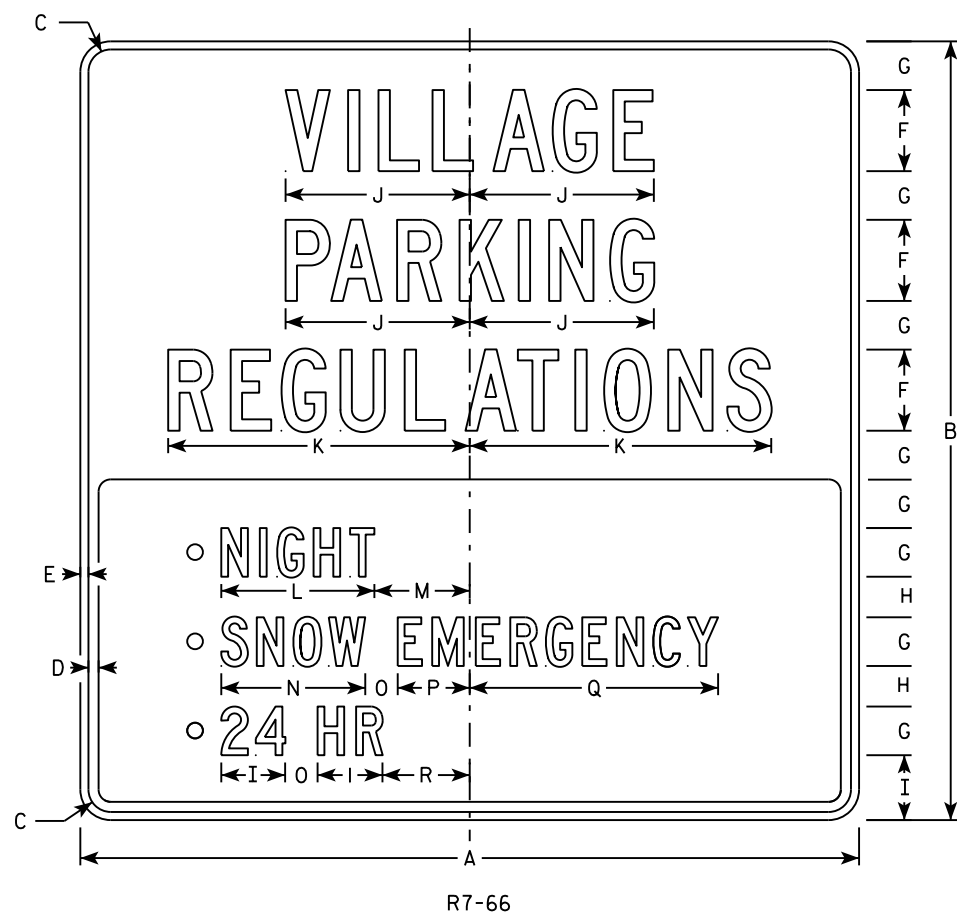 C
G
VILLAGE
F
J J
G
PARKING
F
J J
G
REGULATIONS
F
K K
B
G
G
NIGHT
G
E
L M
H
SNOW EMERGENCY
G
D
N O P Q
H
24 HR
G
I O I R
I
C
A
R7-66